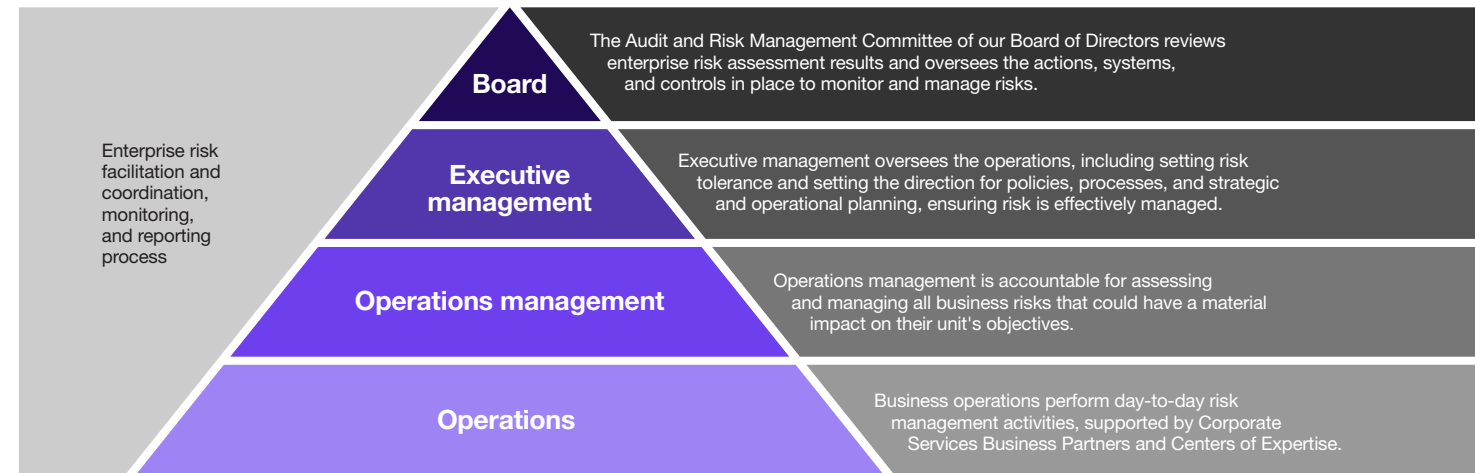 Enterprise risk
facilitation and
coordination,
monitoring,
and reporting
process
Board
The Audit and Risk Management Committee of our Board of Directors reviews
enterprise risk assessment results and oversees the actions, systems,
and controls in place to monitor and manage risks.
Executive
management
Executive management oversees the operations, including setting risk
tolerance and setting the direction for policies, processes, and strategic
and operational planning, ensuring risk is effectively managed.
Operations management
Operations management is accountable for assessing
and managing all business risks that could have a material
impact on their unit's objectives.
Operations
Business operations perform day-to-day risk
management activities, supported by Corporate
Services Business Partners and Centers of Expertise.